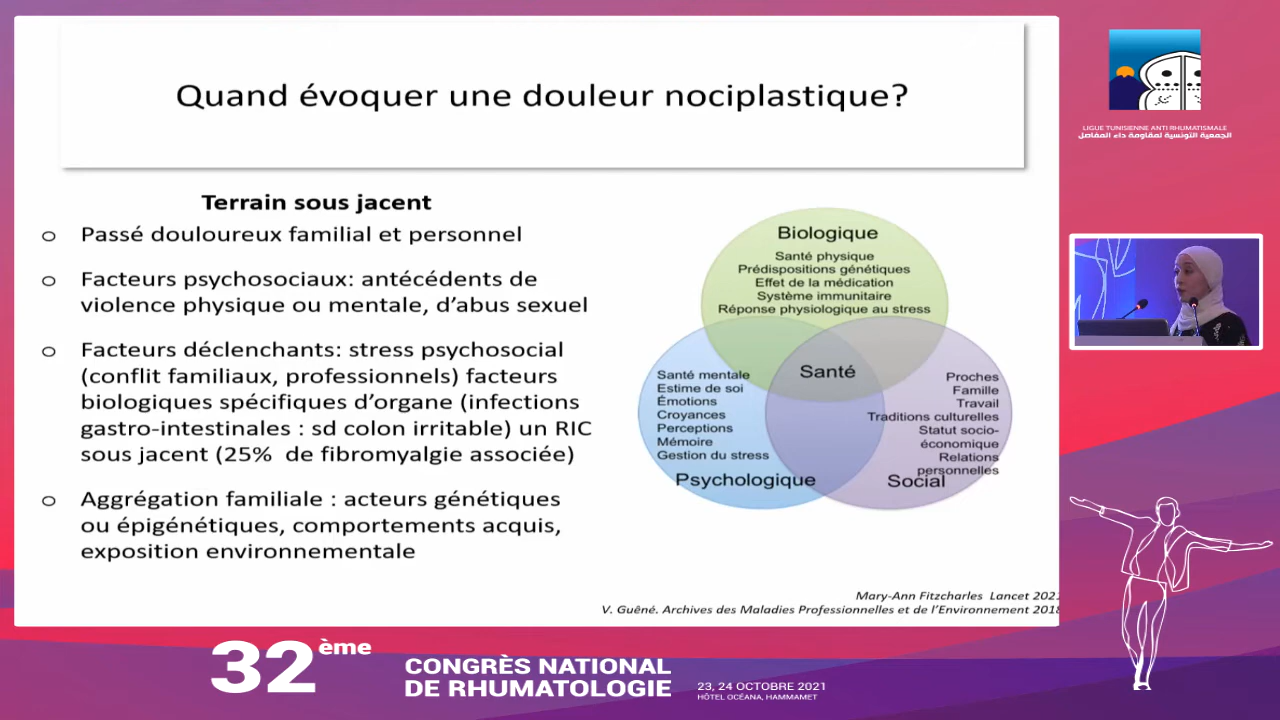 Quand évoquer une douleur nociplastique?
Terrain sous jacent
o Passé douloureux familial et personnel
o Facteurs psychosociaux: antécédents de
violence physique ou mentale, d'abus sexuel
o Facteurs déclenchants: stress psychosocial
(conflit familiaux, professionnels) facteurs
biologiques spécifiques d'organe (infections
gastro-intestinales : sd colon irritable) un RIC
sous jacent (25% de fibromyalgie associée)
o Aggrégation familiale : acteurs génétiques
ou épigénétiques, comportements acquis,
exposition environnementale
Biologique
Santé physique
Prédispositions génétiques
Effet de la médication
Système immunitaire
Réponse physiologique au stress
Santé
Santé mentale
Estime de soi
Émotions
Croyances
Perceptions
Mémoire
Gestion du stress
Psychologique
Proches
Famille
Travail
Traditions culturelles
Statut socio-
économique
Relations
personnelles
Social
Mary-Ann Fitzcharles Lancet 2021
V. Guêné. Archives des Maladies Professionnelles et de l'Environnement 2018
LIGUE TUNISIENNE ANTI RHUMATISMALE
الجمعية التونسية لمقاومة داء المفاصل
32ème
CONGRÈS NATIONAL
DE RHUMATOLOGIE
23, 24 OCTOBRE 2021
HÔTEL OCÉANA, HAMMAMET